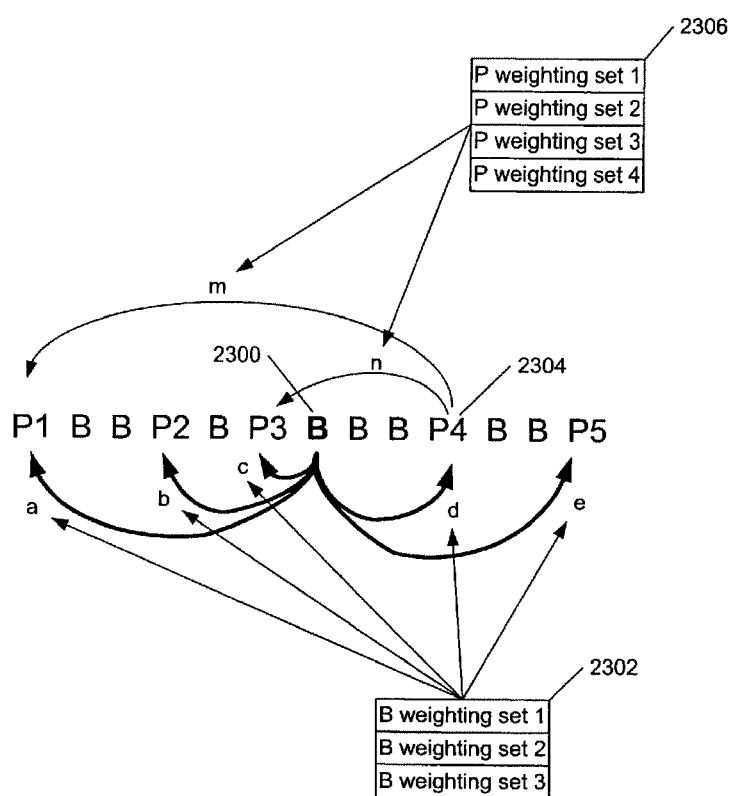 2306
P weighting set 1
P weighting set 2
P weighting set 3
P weighting set 4
m
2300
n
2304
P1 B B P2 B P3 B B B P4 B B P5
a b c d e
2302
B weighting set 1
B weighting set 2
B weighting set 3